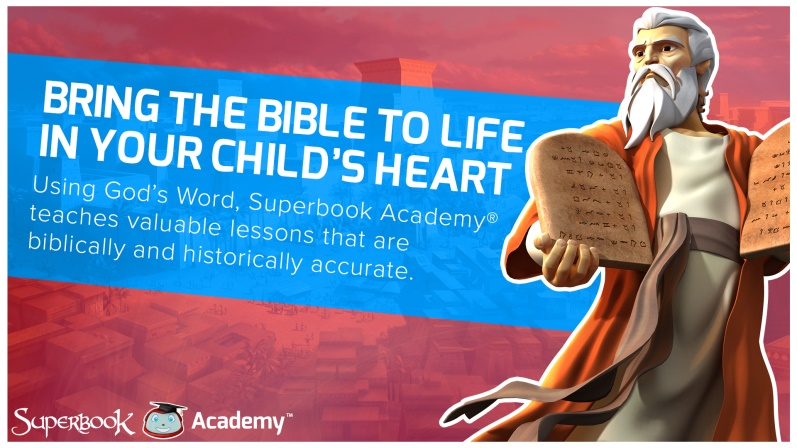 BRING THE BIBLE TO LIFE
IN YOUR CHILD'S HEART
Using God's Word, Superbook Academy®
teaches valuable lessons that are
biblically and historically accurate.
SUPERBOOK Academy™